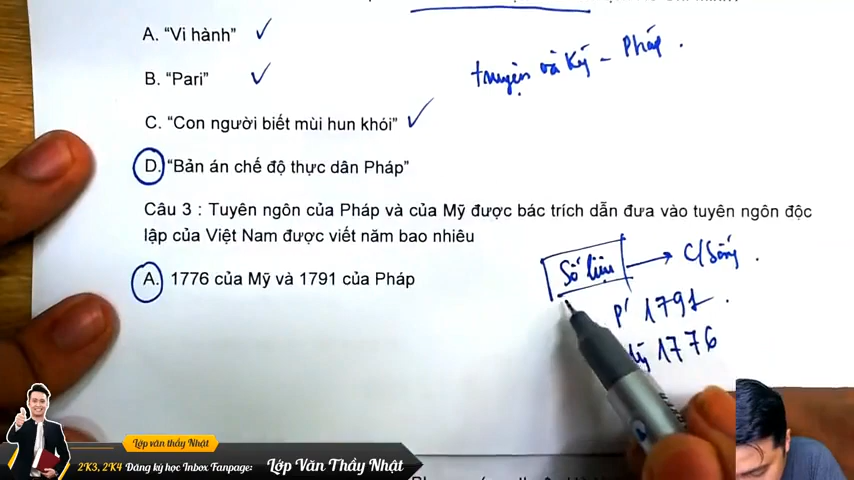 A. “Vi hành”
truyện và Ký - Pháp.
B. “Pari”
C. “Con người biết mùi hun khói”
D. “Bản án chế độ thực dân Pháp”
Câu 3 : Tuyên ngôn của Pháp và của Mỹ được bác trích dẫn đưa vào tuyên ngôn độc
lập của Việt Nam được viết năm bao nhiêu
Số liệu → C/Sống.
A. 1776 của Mỹ và 1791 của Pháp
P' 1791.
1776
Lớp văn thầy Nhật
2K3, 2K4 Đăng ký học Inbox Fanpage: Lớp Văn Thầy Nhật